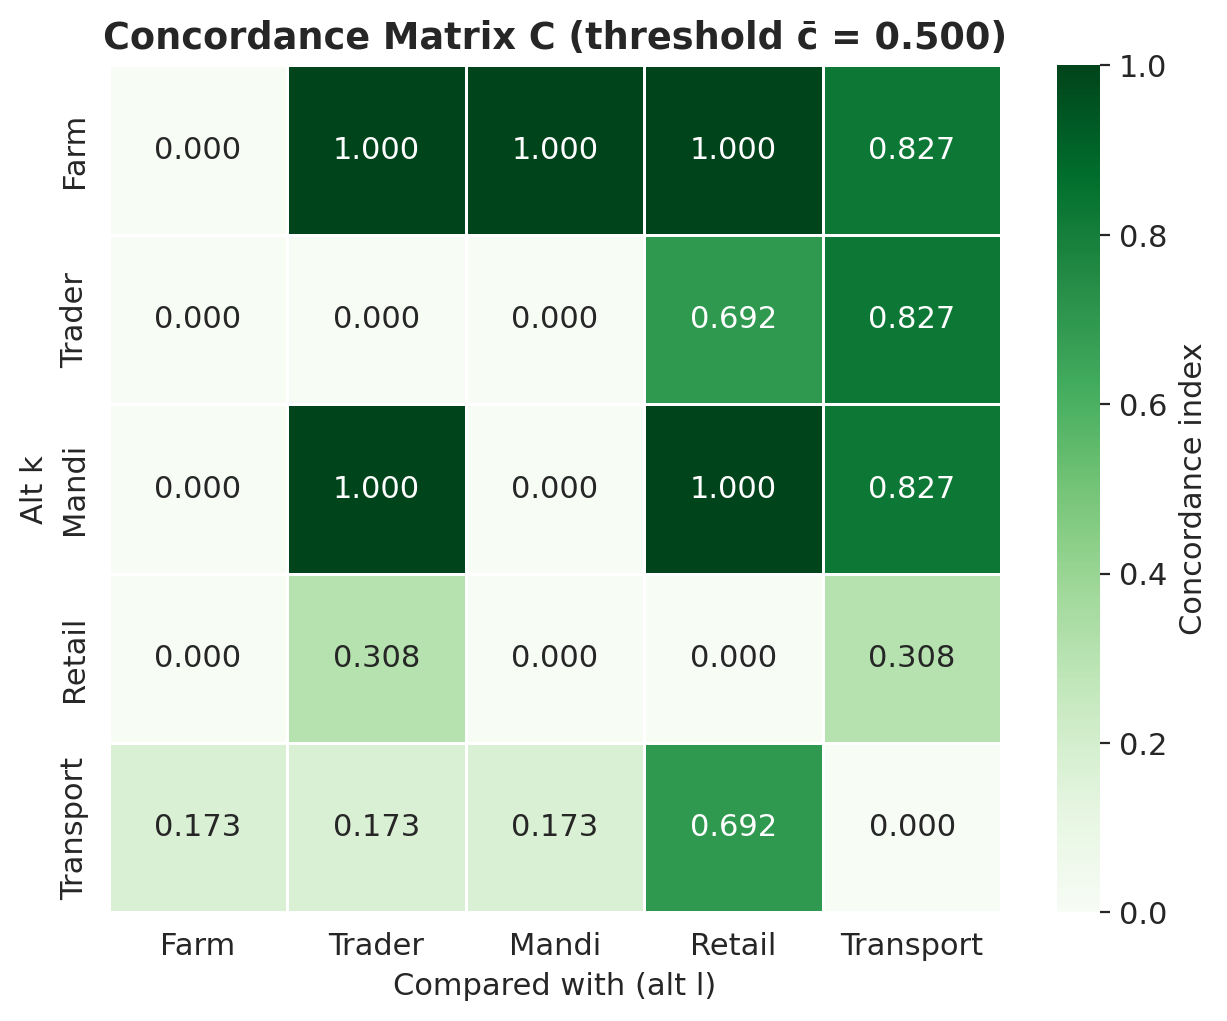 Concordance Matrix C (threshold c̄ = 0.500)
Alt k
Farm 0.000 1.000 1.000 1.000 0.827
Trader 0.000 0.000 0.000 0.692 0.827
Mandi 0.000 1.000 0.000 1.000 0.827
Retail 0.000 0.308 0.000 0.000 0.308
Transport 0.173 0.173 0.173 0.692 0.000
Farm Trader Mandi Retail Transport
Compared with (alt l)
1.0
0.8
0.6
0.4
0.2
0.0
Concordance index